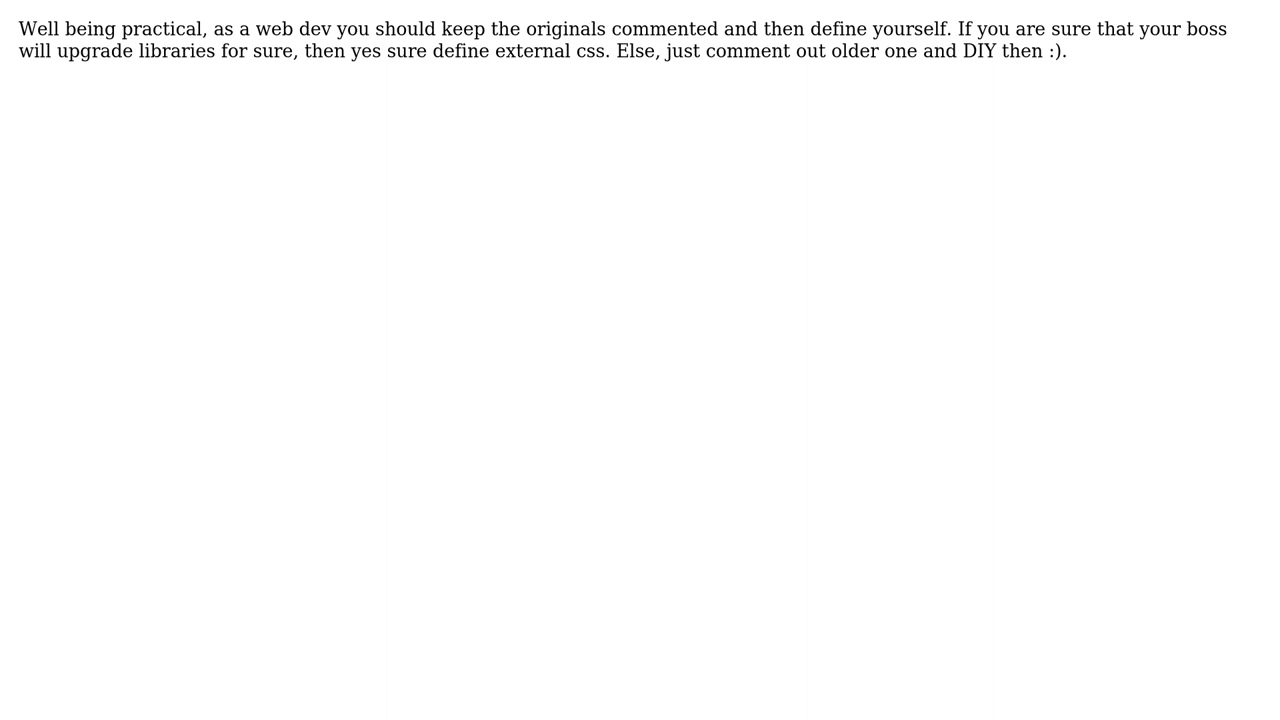 Well being practical, as a web dev you should keep the originals commented and then define yourself. If you are sure that your boss
will upgrade libraries for sure, then yes sure define external css. Else, just comment out older one and DIY then :).